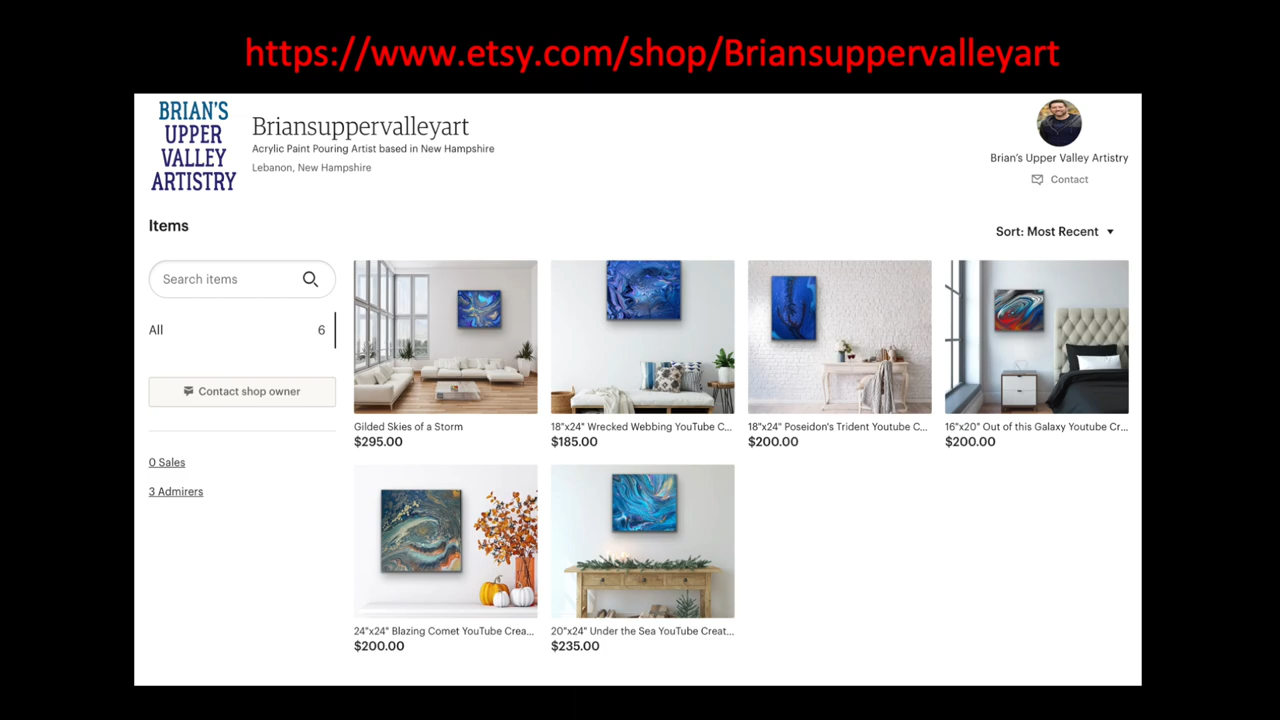 https://www.etsy.com/shop/Briansuppervalleyart
BRIAN'S
UPPER
VALLEY
ARTISTRY
Briansuppervalleyart
Acrylic Paint Pouring Artist based in New Hampshire
Lebanon, New Hampshire
Brian's Upper Valley Artistry
Contact
Items
Sort: Most Recent
Search items
All 6
Contact shop owner
0 Sales
3 Admirers
Gilded Skies of a Storm
$295.00
18"x24" Wrecked Webbing YouTube C...
$185.00
18"x24" Poseidon's Trident Youtube C...
$200.00
16"x20" Out of this Galaxy Youtube Cr...
$200.00
24"x24" Blazing Comet YouTube Crea...
$200.00
20"x24" Under the Sea YouTube Creat...
$235.00